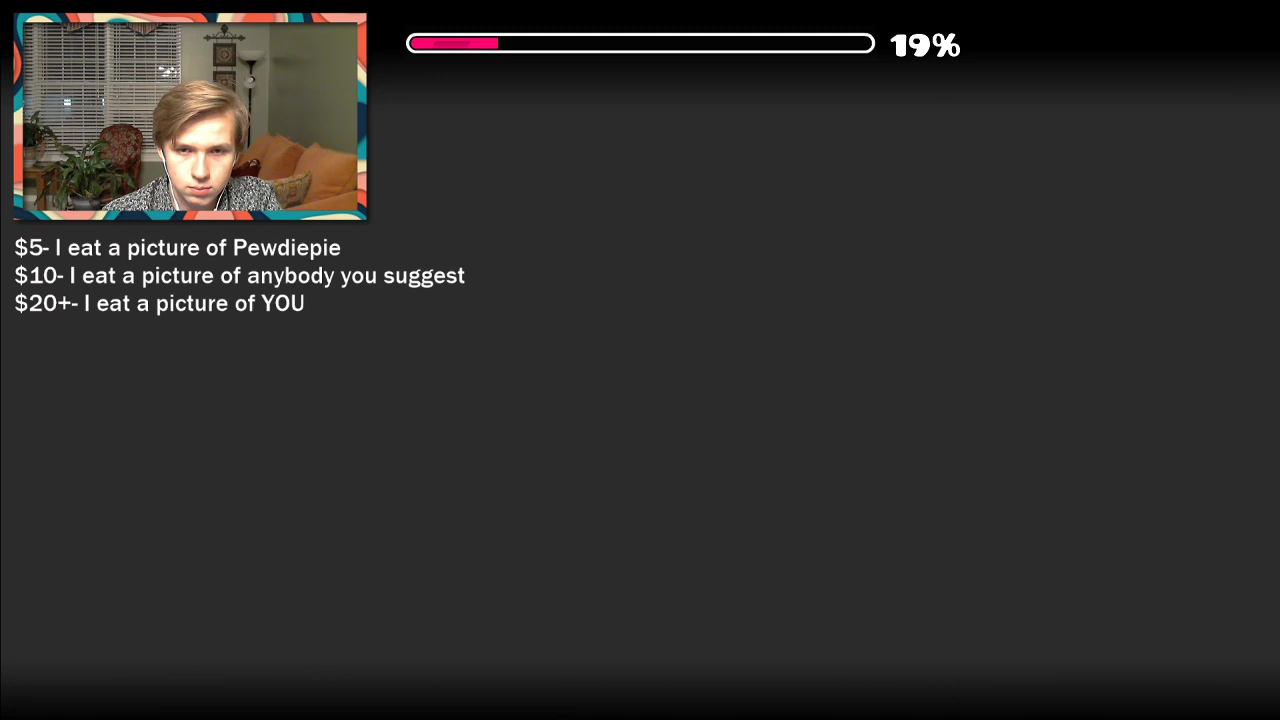 19%
$5- I eat a picture of Pewdiepie
$10- I eat a picture of anybody you suggest
$20+- I eat a picture of YOU